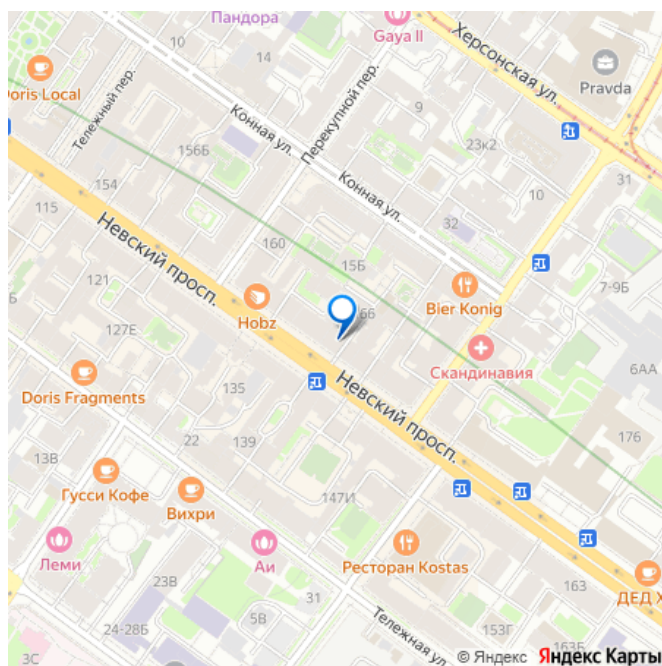 Пандора
14
10
Gaya II
Херсонская ул.
Pravda
Doris Local
Тележный пер.
14
Перекупной пер.
9
Конная ул.
156Б
23к2
154
10
31
115
Конная ул.
32
Невский просп.
160
15Б
7-9Б
121
Bier Konig
Hobz
127Е
Скандинавия
6АА
Doris Fragments
135
Невский просп.
22
139
176
13В
Гусси Кофе
147И
Вихри
Леми
Аи
Ресторан Kostas
23В
163
31
ДЕД Х
5В
Тележная ул.
24-28Б
153Г
163Б
3С
© Яндекс Яндекс Карты